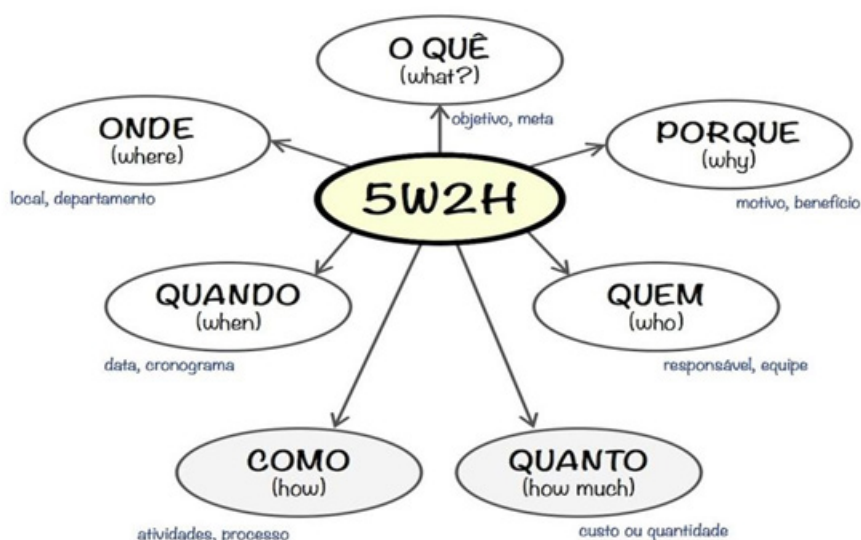 O QUÊ
(what?)
objetivo, meta
ONDE
(where)
local, departamento
PORQUE
(why)
motivo, benefício
5W2H
QUANDO
(when)
data, cronograma
QUEM
(who)
responsável, equipe
COMO
(how)
atividades, processo
QUANTO
(how much)
custo ou quantidade